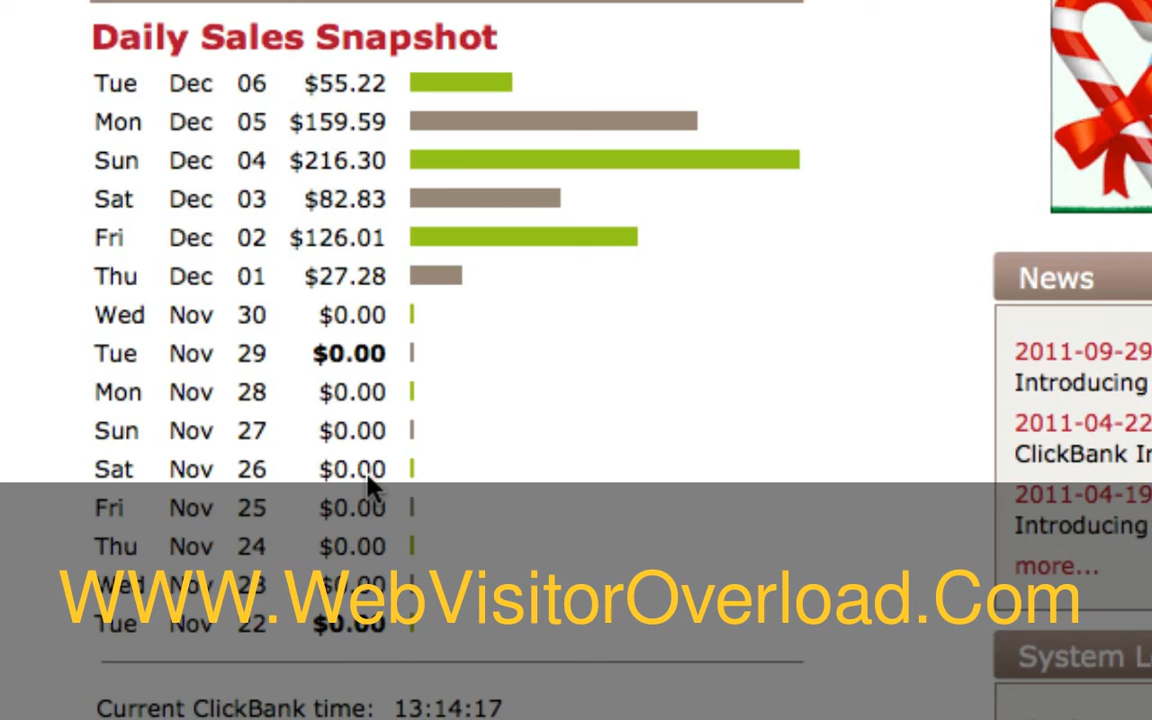 Daily Sales Snapshot
Tue Dec 06 $55.22
Mon Dec 05 $159.59
Sun Dec 04 $216.30
Sat Dec 03 $82.83
Fri Dec 02 $126.01
Thu Dec 01 $27.28
Wed Nov 30 $0.00
Tue Nov 29 $0.00
Mon Nov 28 $0.00
Sun Nov 27 $0.00
Sat Nov 26 $0.00
Fri Nov 25 $0.00
Thu Nov 24 $0.00
Wed Nov 23 $0.00
Tue Nov 22 $0.00
WWW.WebVisitorOverload.Com
Current ClickBank time: 13:14:17
News
2011-09-29
Introducing
2011-04-22
ClickBank In
2011-04-19
Introducing
more...
System L